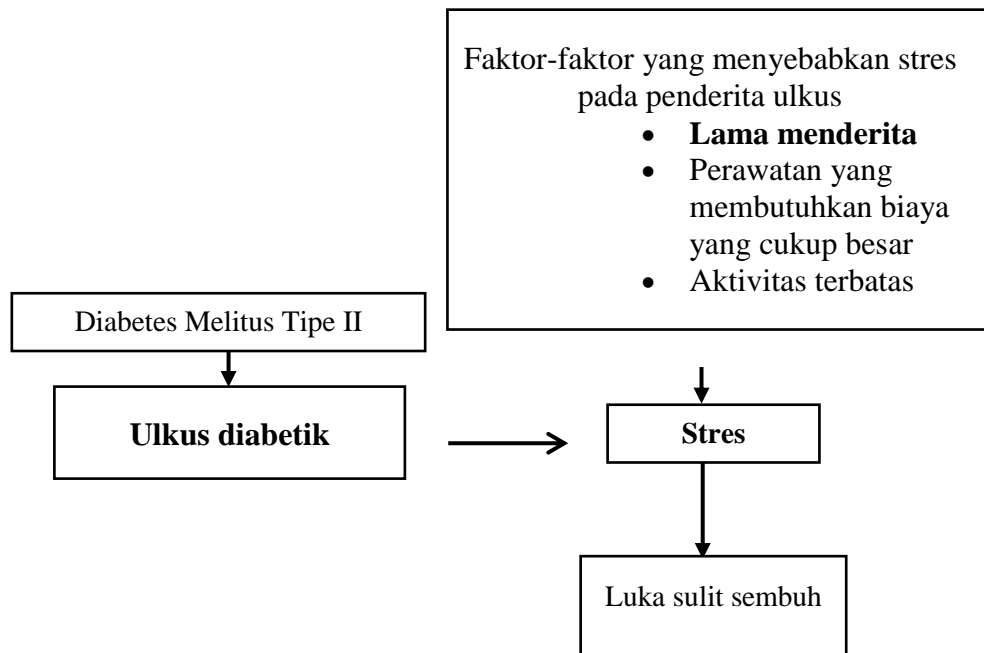 Faktor-faktor yang menyebabkan stres
pada penderita ulkus
• Lama menderita
• Perawatan yang
membutuhkan biaya
yang cukup besar
• Aktivitas terbatas
Diabetes Melitus Tipe II
Ulkus diabetik
Stres
Luka sulit sembuh